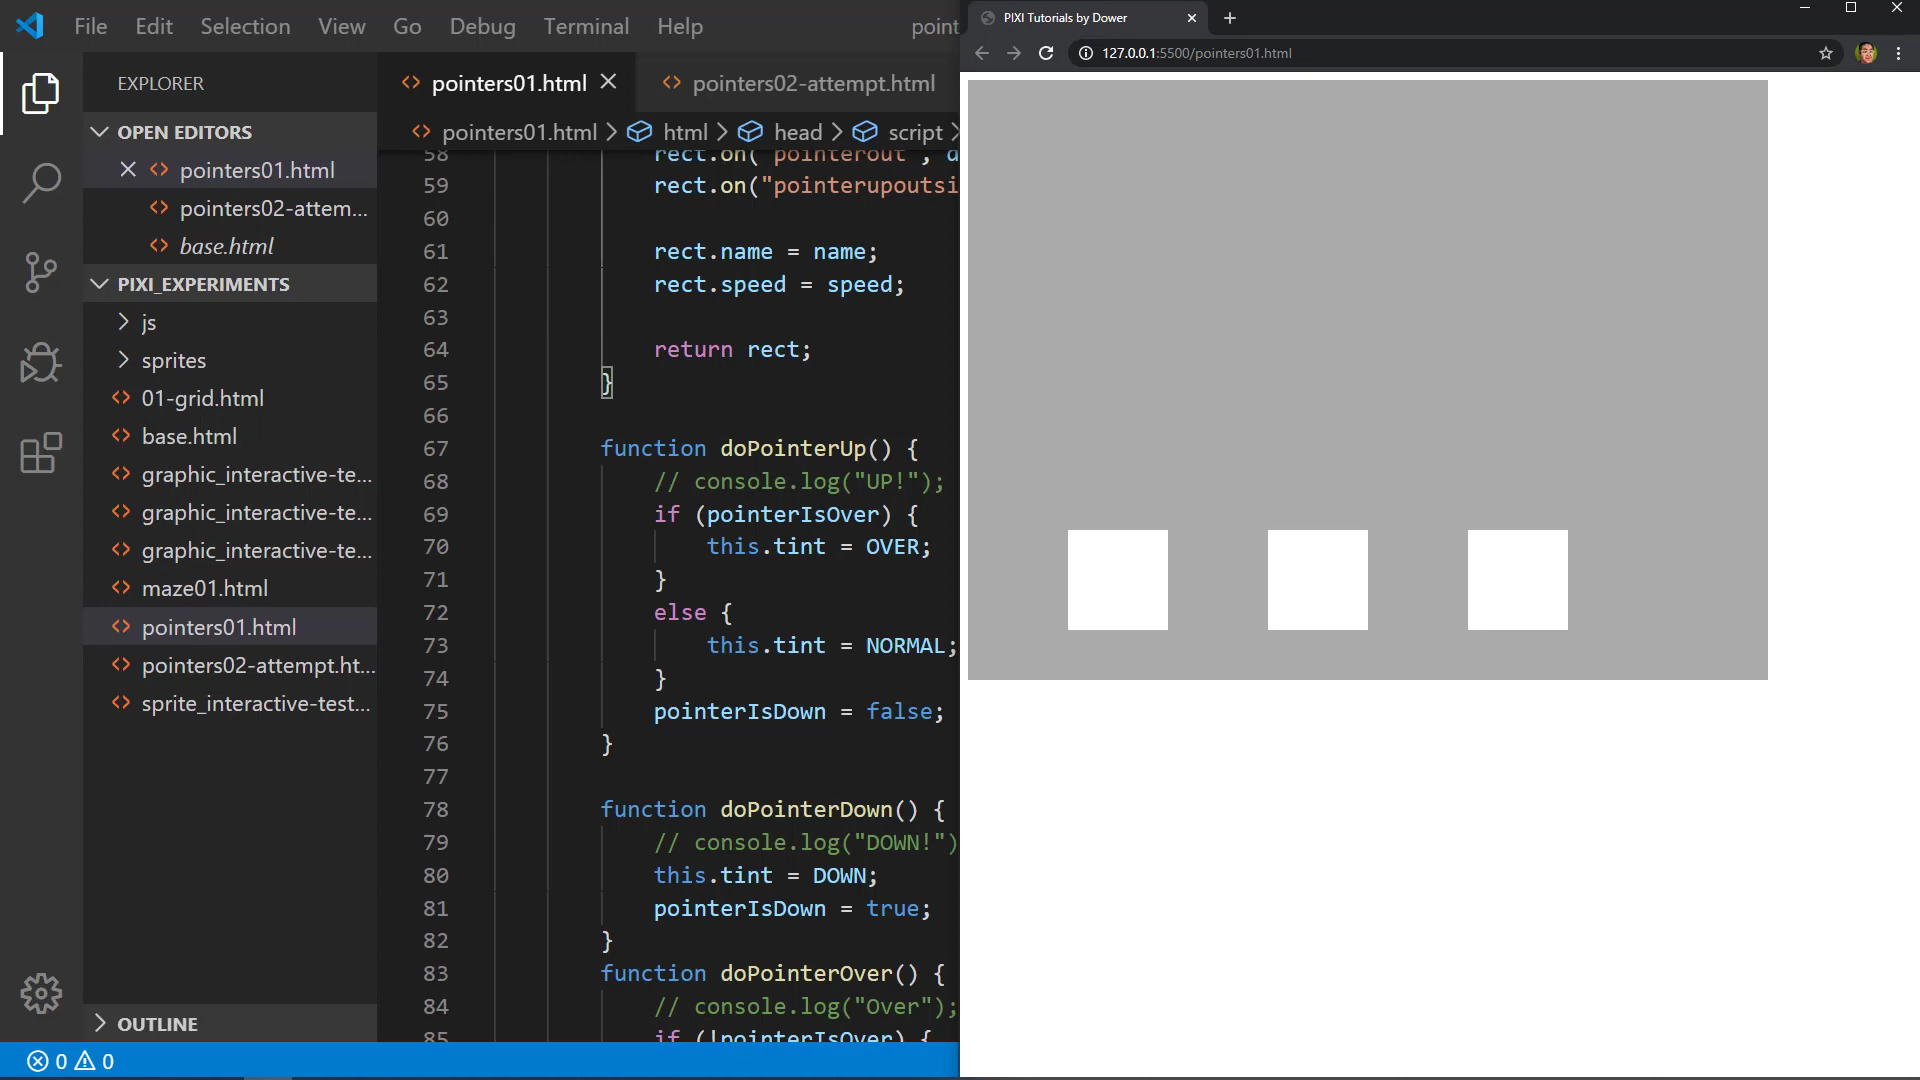 File Edit Selection View Go Debug Terminal Help point
EXPLORER
OPEN EDITORS
pointers01.html
pointers02-attem...
base.html
PIXI_EXPERIMENTS
js
sprites
01-grid.html
base.html
graphic_interactive-te...
graphic_interactive-te...
graphic_interactive-te...
maze01.html
pointers01.html
pointers02-attempt.ht...
sprite_interactive-test...
OUTLINE
0 0
pointers01.html pointers02-attempt.html
pointers01.html > html > head > script >
58 rect.on("pointerout", d
59 rect.on("pointerupoutsi
60
61 rect.name = name;
62 rect.speed = speed;
63
64 return rect;
65 }
66
67 function doPointerUp() {
68 // console.log("UP!");
69 if (pointerIsOver) {
70 this.tint = OVER;
71 }
72 else {
73 this.tint = NORMAL;
74 }
75 pointerIsDown = false;
76 }
77
78 function doPointerDown() {
79 // console.log("DOWN!")
80 this.tint = DOWN;
81 pointerIsDown = true;
82 }
83 function doPointerOver() {
84 // console.log("Over");
85 if (!pointerIsOver) {
PIXI Tutorials by Dower
127.0.0.1:5500/pointers01.html